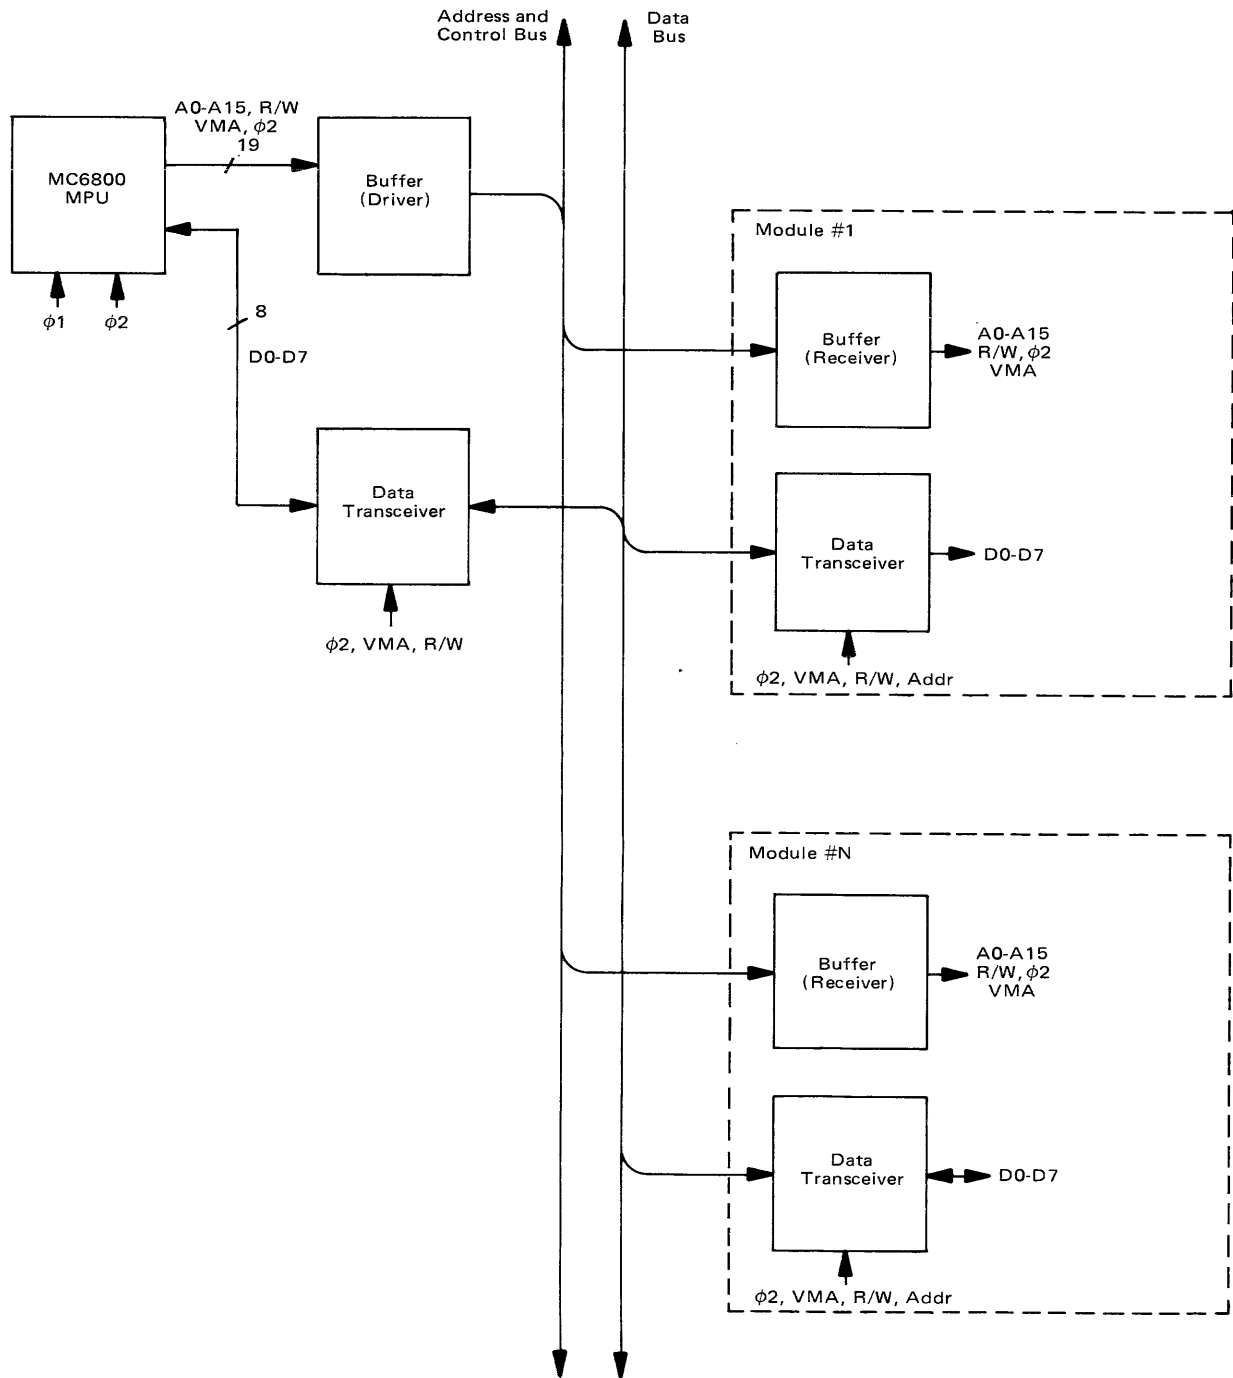 Address and
Control Bus
Data
Bus
A0-A15, R/W
VMA, ϕ2
19
MC6800
MPU
Buffer
(Driver)
ϕ1
ϕ2
8
D0-D7
Module #1
Buffer
(Receiver)
A0-A15
R/W, ϕ2
VMA
Data
Transceiver
ϕ2, VMA, R/W
Data
Transceiver
D0-D7
ϕ2, VMA, R/W, Addr
Module #N
Buffer
(Receiver)
A0-A15
R/W, ϕ2
VMA
Data
Transceiver
D0-D7
ϕ2, VMA, R/W, Addr